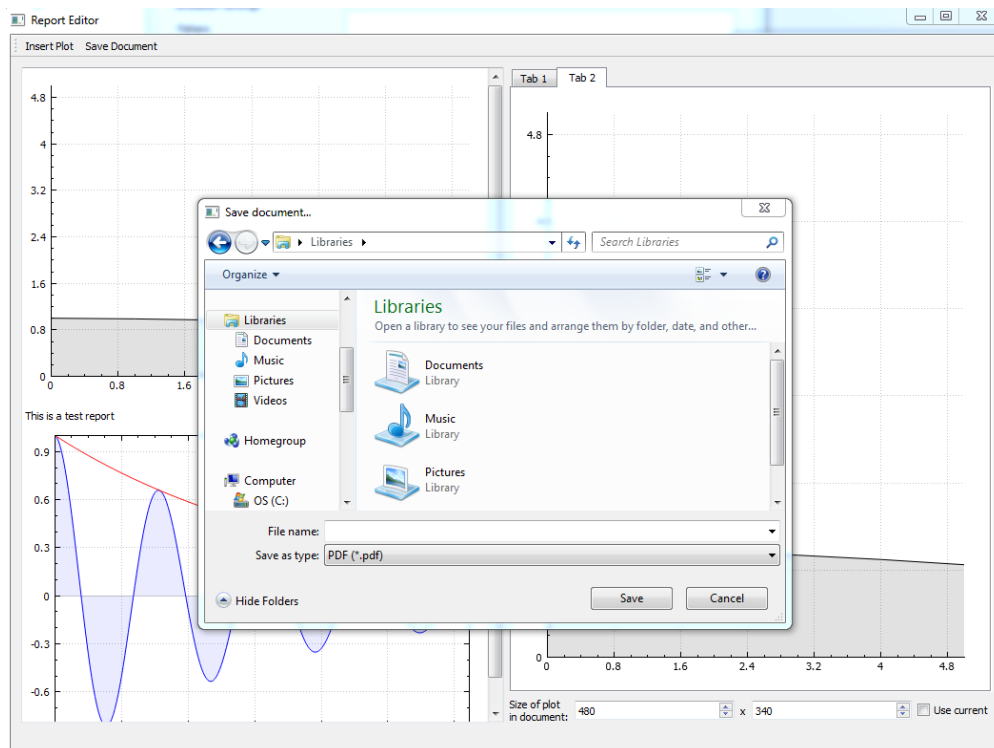 Report Editor
Insert Plot Save Document
Tab 1 Tab 2
4.8
4
3.2
2.4
1.6
0.8
0
0 0.8 1.6
This is a test report
0.9
0.6
0.3
0
-0.3
-0.6
Save document...
Libraries
Search Libraries
Organize
Libraries
Documents
Music
Pictures
Videos
Homegroup
Computer
OS (C:)
Libraries
Open a library to see your files and arrange them by folder, date, and other...
Documents
Library
Music
Library
Pictures
Library
File name:
Save as type: PDF (*.pdf)
Hide Folders
Save Cancel
4.8
0
0 0.8 1.6 2.4 3.2 4 4.8
Size of plot
in document: 480 x 340 Use current